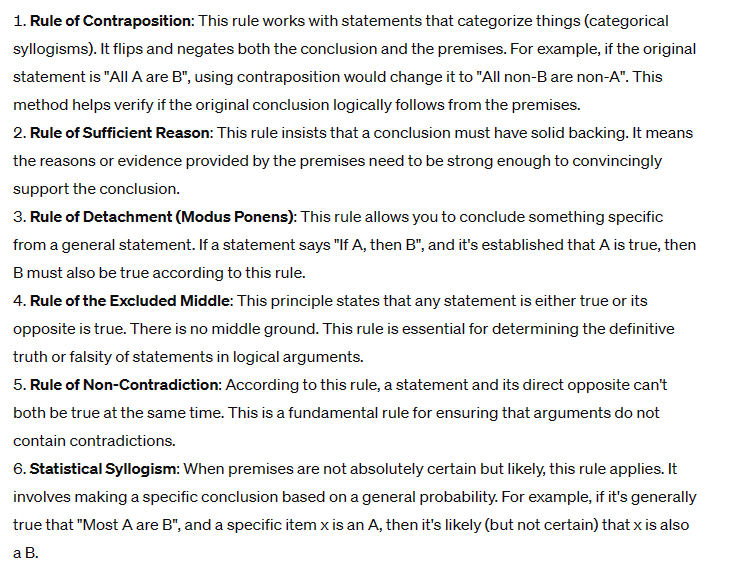 1. Rule of Contraposition: This rule works with statements that categorize things (categorical
syllogisms). It flips and negates both the conclusion and the premises. For example, if the original
statement is "All A are B", using contraposition would change it to "All non-B are non-A". This
method helps verify if the original conclusion logically follows from the premises.
2. Rule of Sufficient Reason: This rule insists that a conclusion must have solid backing. It means
the reasons or evidence provided by the premises need to be strong enough to convincingly
support the conclusion.
3. Rule of Detachment (Modus Ponens): This rule allows you to conclude something specific
from a general statement. If a statement says "If A, then B", and it's established that A is true, then
B must also be true according to this rule.
4. Rule of the Excluded Middle: This principle states that any statement is either true or its
opposite is true. There is no middle ground. This rule is essential for determining the definitive
truth or falsity of statements in logical arguments.
5. Rule of Non-Contradiction: According to this rule, a statement and its direct opposite can't
both be true at the same time. This is a fundamental rule for ensuring that arguments do not
contain contradictions.
6. Statistical Syllogism: When premises are not absolutely certain but likely, this rule applies. It
involves making a specific conclusion based on a general probability. For example, if it's generally
true that "Most A are B", and a specific item x is an A, then it's likely (but not certain) that x is also
a B.